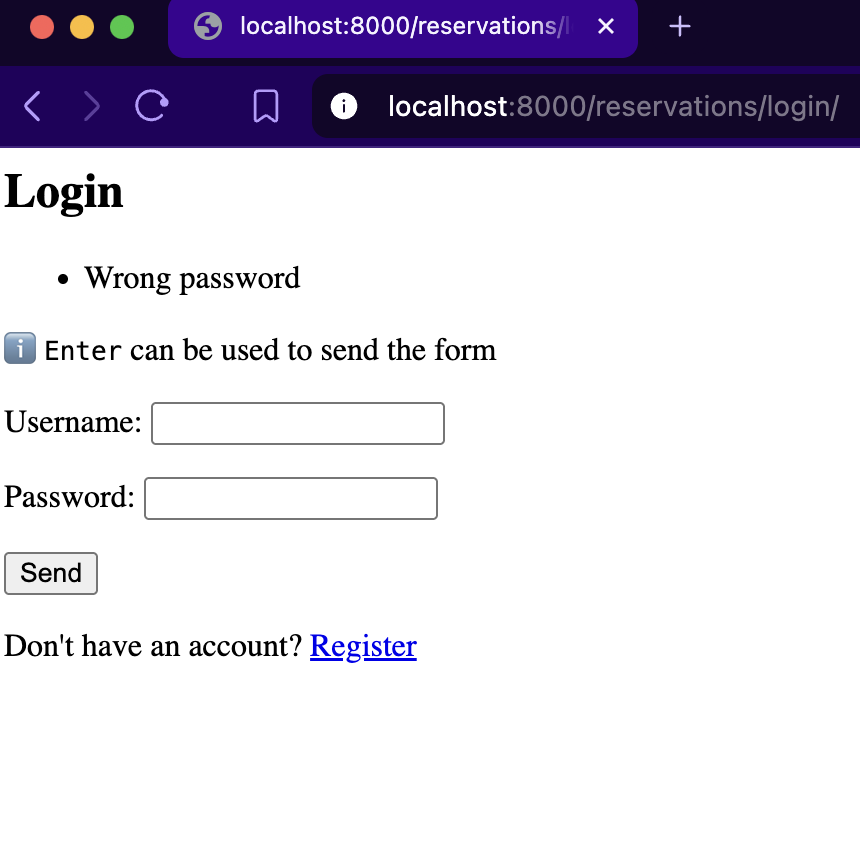 localhost:8000/reservations/l
localhost:8000/reservations/login/
Login
Wrong password
Enter can be used to send the form
Username:
Password:
Send
Don't have an account? Register